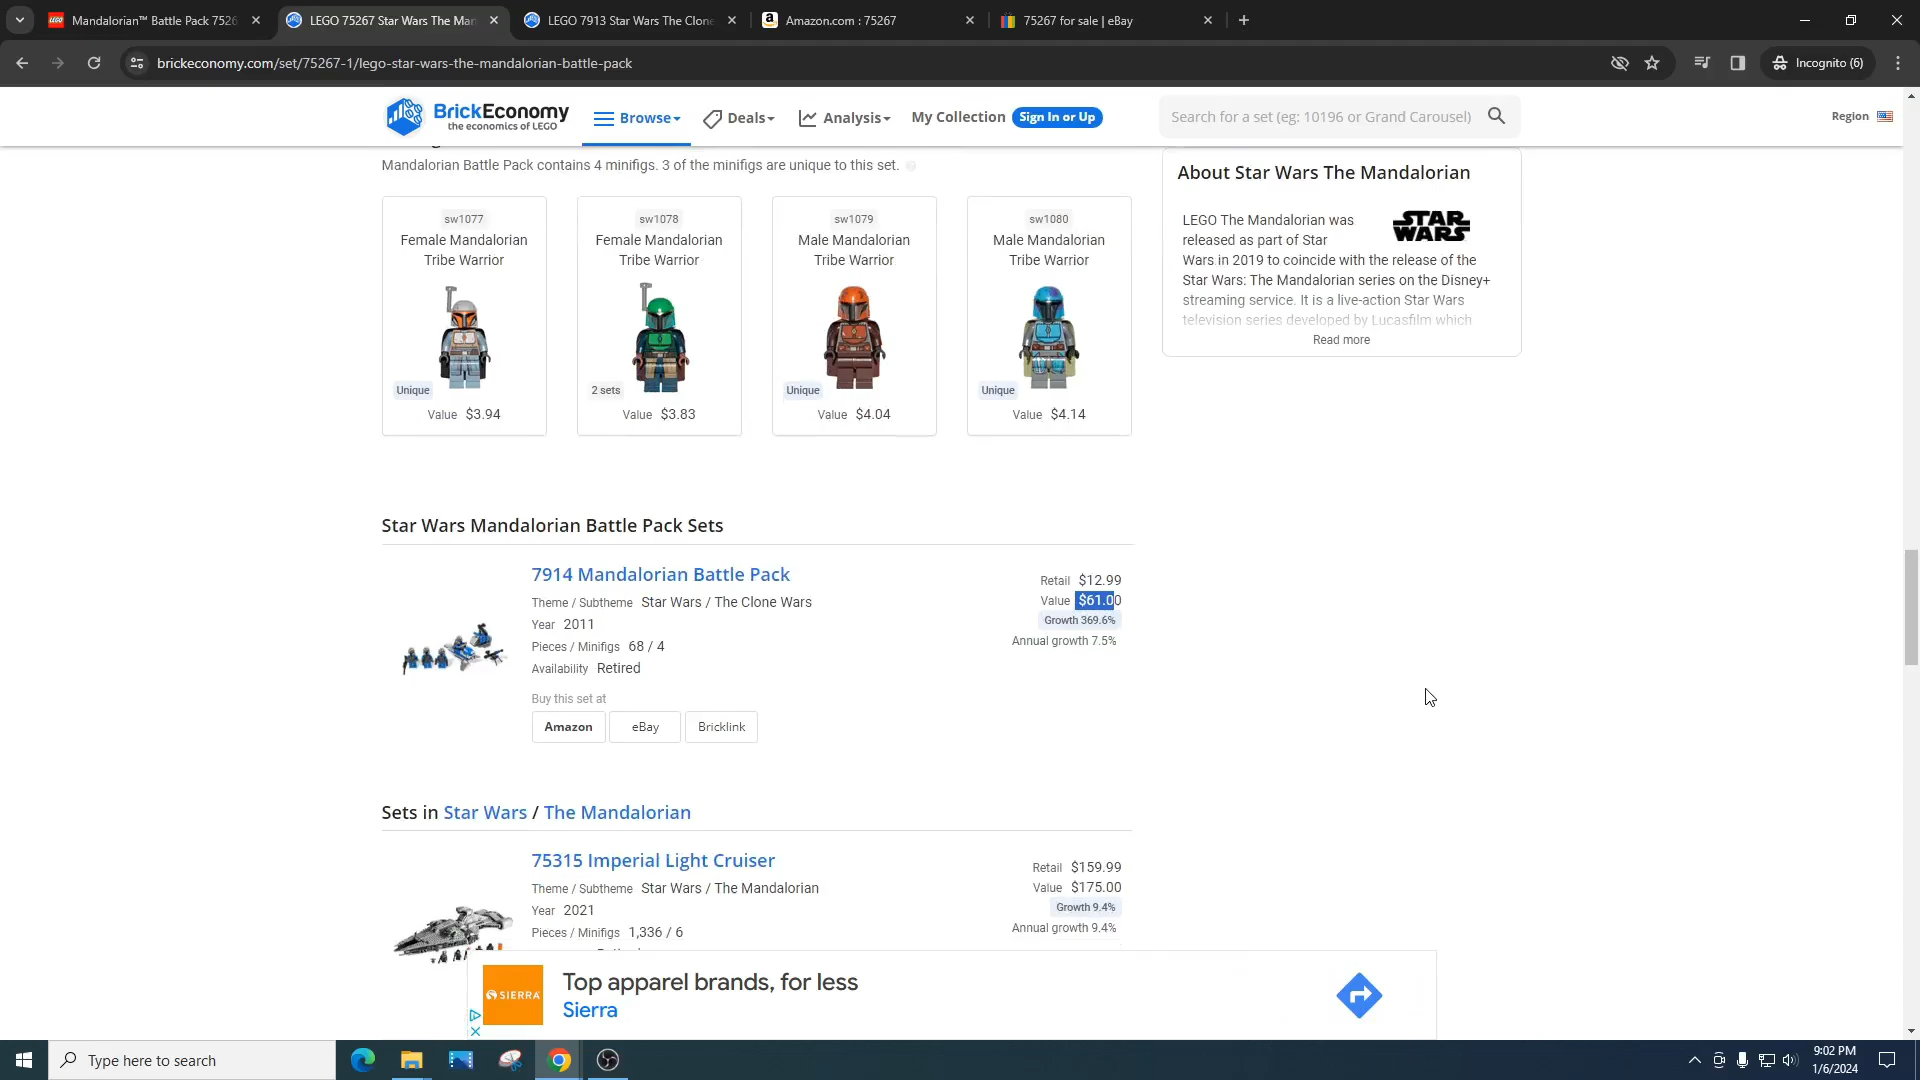 Mandalorian™ Battle Pack 7526
LEGO 75267 Star Wars The Man
LEGO 7913 Star Wars The Clone
Amazon.com : 75267
75267 for sale | eBay
brickeconomy.com/set/75267-1/lego-star-wars-the-mandalorian-battle-pack
Incognito (6)
BrickEconomy
the economics of LEGO
Browse
Deals
Analysis
My Collection
Sign In or Up
Search for a set (eg: 10196 or Grand Carousel)
Region
Mandalorian Battle Pack contains 4 minifigs. 3 of the minifigs are unique to this set.
sw1077
Female Mandalorian
Tribe Warrior
Unique
Value $3.94
sw1078
Female Mandalorian
Tribe Warrior
2 sets
Value $3.83
sw1079
Male Mandalorian
Tribe Warrior
Unique
Value $4.04
sw1080
Male Mandalorian
Tribe Warrior
Unique
Value $4.14
About Star Wars The Mandalorian
STAR
WARS
LEGO The Mandalorian was
released as part of Star
Wars in 2019 to coincide with the release of the
Star Wars: The Mandalorian series on the Disney+
streaming service. It is a live-action Star Wars
television series developed by Lucasfilm which
Read more
Star Wars Mandalorian Battle Pack Sets
7914 Mandalorian Battle Pack
Theme / Subtheme Star Wars / The Clone Wars
Year 2011
Pieces / Minifigs 68 / 4
Availability Retired
Buy this set at
Amazon
eBay
Bricklink
Retail $12.99
Value $61.00
Growth 369.6%
Annual growth 7.5%
Sets in Star Wars / The Mandalorian
75315 Imperial Light Cruiser
Theme / Subtheme Star Wars / The Mandalorian
Year 2021
Pieces / Minifigs 1,336 / 6
Retail $159.99
Value $175.00
Growth 9.4%
Annual growth 9.4%
SIERRA
Top apparel brands, for less
Sierra
Type here to search
9:02 PM
1/6/2024